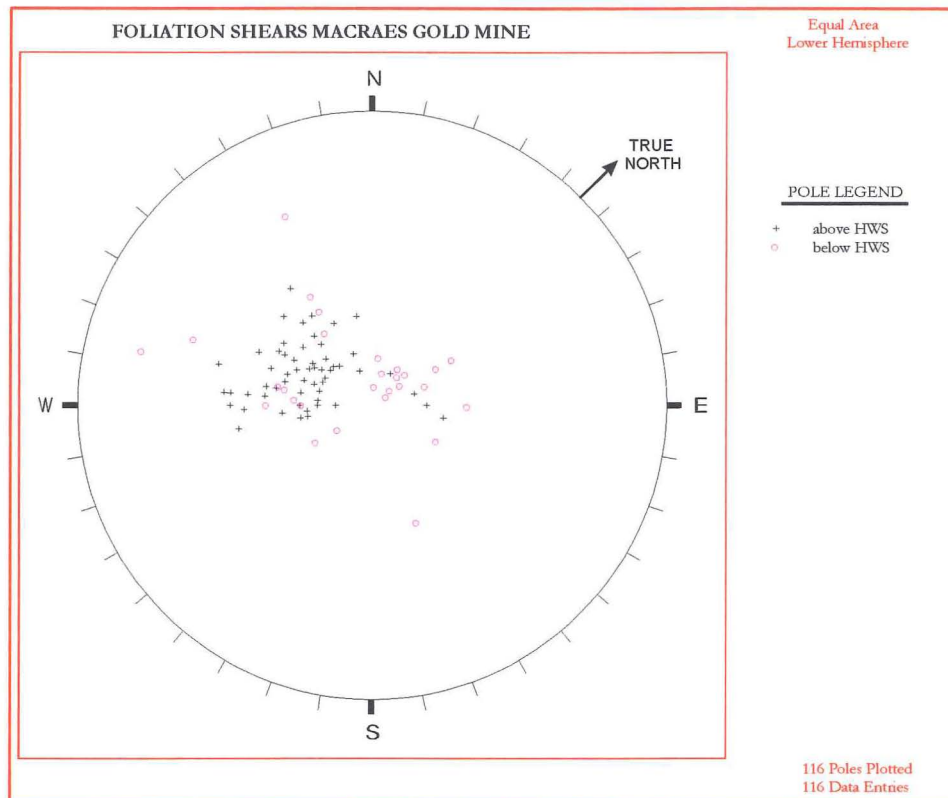 FOLIATION SHEARS MACRAES GOLD MINE
Equal Area
Lower Hemisphere
N
TRUE
NORTH
POLE LEGEND
+ above HWS
○ below HWS
W
E
S
116 Poles Plotted
116 Data Entries